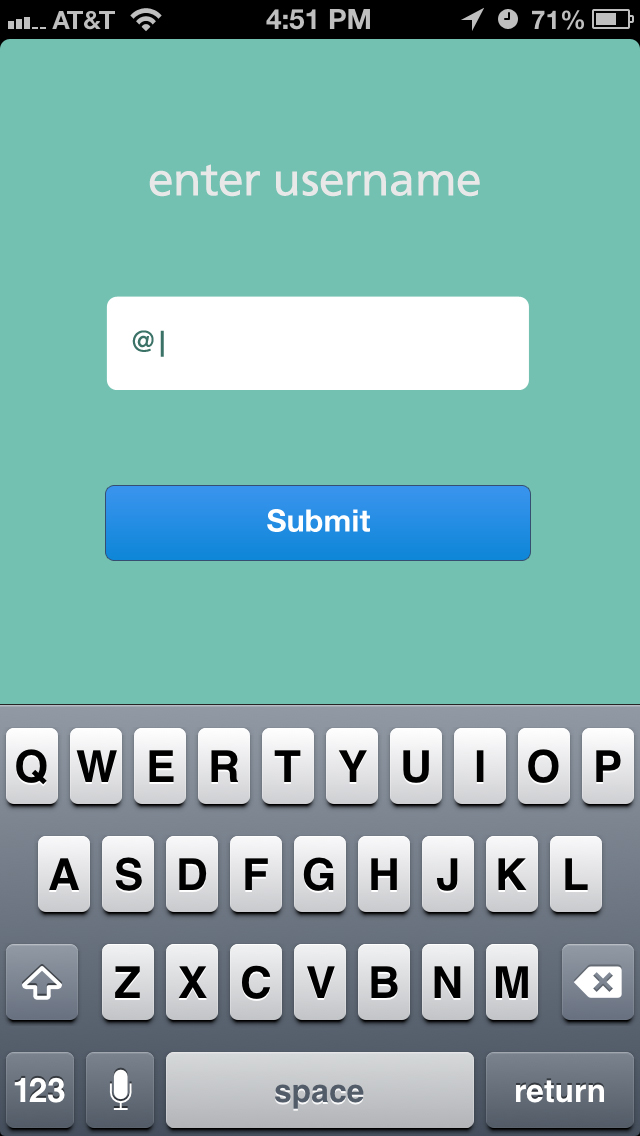 AT&T 4:51 PM 71%
enter username
@
Submit
Q W E R T Y U I O P
A S D F G H J K L
Z X C V B N M
123 space return